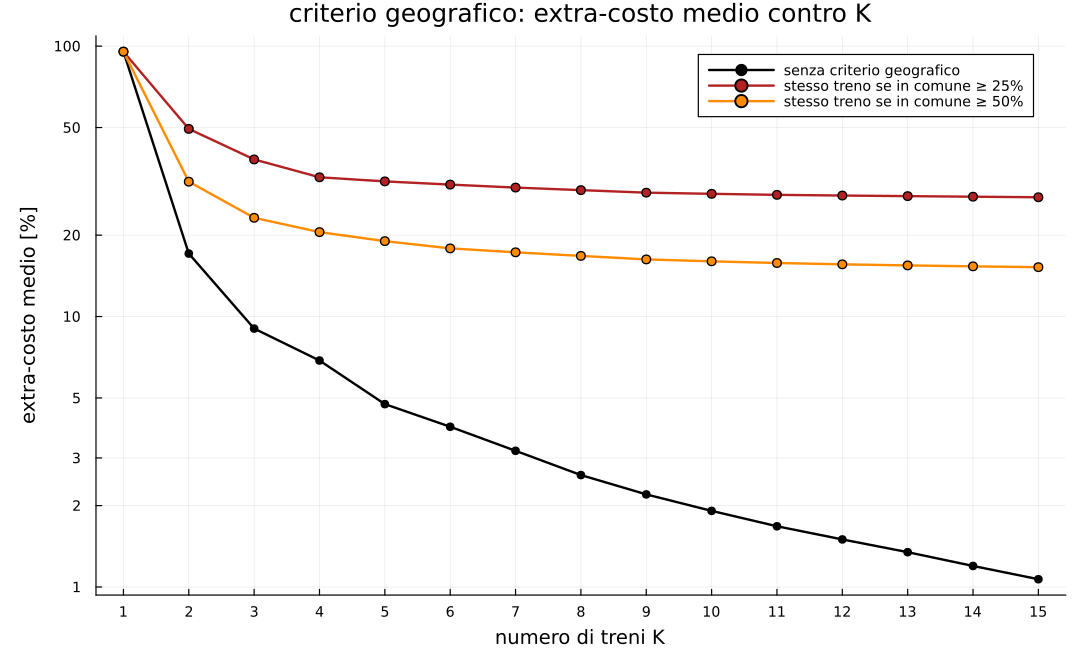 criterio geografico: extra-costo medio contro K
senza criterio geografico
stesso treno se in comune ≥ 25%
stesso treno se in comune ≥ 50%
extra-costo medio [%]
100
50
20
10
5
3
2
1
1 2 3 4 5 6 7 8 9 10 11 12 13 14 15
numero di treni K